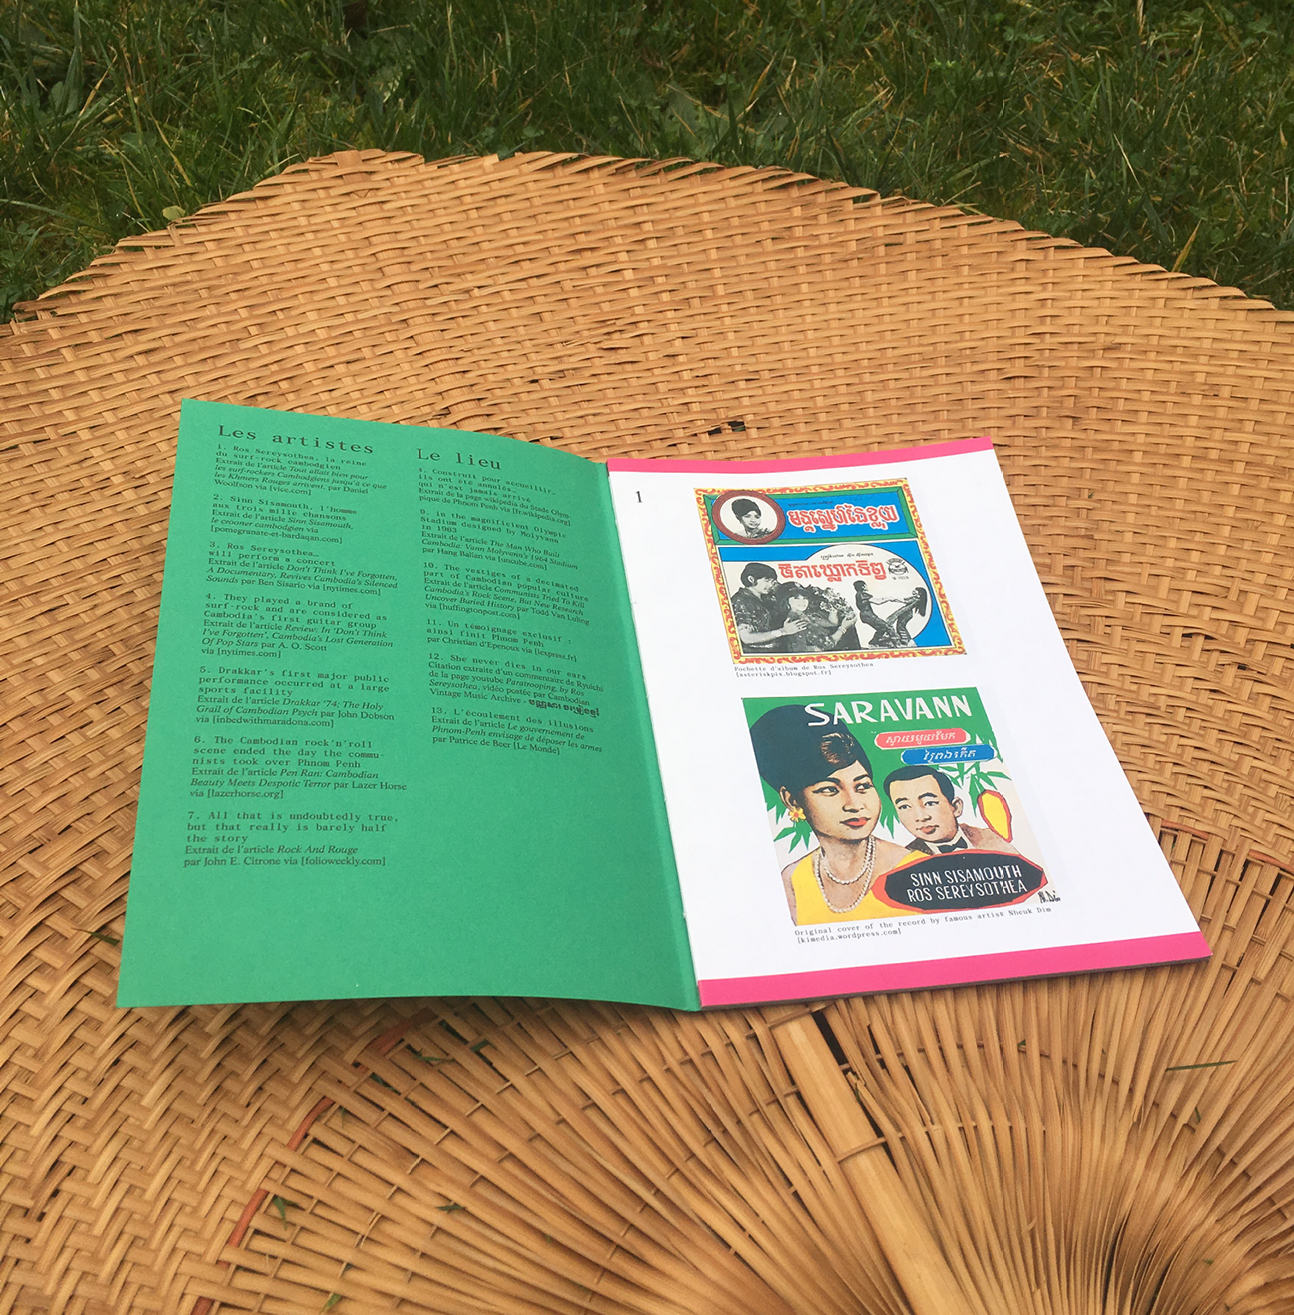 Les artistes
1. Ros Sereysothea, la reine
du surf-rock cambodgien
Extrait de l'article Tout allait bien pour
les surf-rockers Cambodgiens jusqu'à ce que
les Khmers Rouges arrivent, par Daniel
Woolfson via [vice.com]
2. Sinn Sisamouth, l'homme
aux trois mille chansons
Extrait de l'article Sinn Sisamouth,
le crooner cambodgien via
[pomegranate-et-bardaqan.com]
3. Ros Sereysothea…
will perform a concert
Extrait de l'article Don't Think I've Forgotten,
A Documentary, Revives Cambodia's Silenced
Sounds par Ben Sisario via [nytimes.com]
4. They played a brand of
surf-rock and are considered as
Cambodia's first guitar group
Extrait de l'article Review: In 'Don't Think
I've Forgotten', Cambodia's Lost Generation
Of Pop Stars par A. O. Scott
via [nytimes.com]
5. Drakkar's first major public
performance occurred at a large
sports facility
Extrait de l'article Drakkar '74; The Holy
Grail of Cambodian Psych par John Dobson
via [inbedwithmaradona.com]
6. The Cambodian rock'n'roll
scene ended the day the commu-
nists took over Phnom Penh
Extrait de l'article Pen Ran: Cambodian
Beauty Meets Despotic Terror par Lazer Horse
via [lazerhorse.org]
7. All that is undoubtedly true,
but that really is barely half
the story
Extrait de l'article Rock And Rouge
par John E. Citrone via [folioweekly.com]
Le lieu
Construit pour accueillir…
ils ont été annulés…
qui n'est jamais arrivé
Extrait de la page wikipédia du Stade Olym-
pique de Phnom Penh via [fr.wikipedia.org]
9. In the magnificient Olympic
Stadium designed by Molyvann
in 1963
Extrait de l'article The Man Who Built
Cambodia: Vann Molyvann's 1964 Stadium
par Hang Balian via [uncube.com]
10. The vestiges of a decimated
part of Cambodian popular culture
Extrait de l'article Communists Tried To Kill
Cambodia's Rock Scene, But New Research
Uncover Buried History par Todd Van Luling
via [huffingtonpost.com]
11. Un témoignage exclusif :
ainsi finit Phnom Penh
par Christian d'Epenoux via [lexpress.fr]
12. She never dies in our ears
Citation extraite d'un commentaire de Ryuichi
de la page youtube Paratrooping, by Ros
Sereysothea, vidéo postée par Cambodian
Vintage Music Archive -
13. L'écoulement des illusions
Extrait de l'article Le gouvernement de
Phnom-Penh envisage de déposer les armes
par Patrice de Beer [Le Monde]
1
Pochette d'album de Ros Sereysothea
[asteriskpix.blogspot.fr]
SARAVANN
SINN SISAMOUTH
ROS SEREYSOTHEA
Original cover of the record by famous artist Nheuk Dim
[kimedia.wordpress.com]